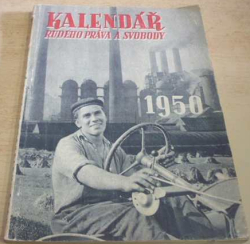 KALENDÁŘ
RUDÉHO PRÁVA A SVOBODY
1950